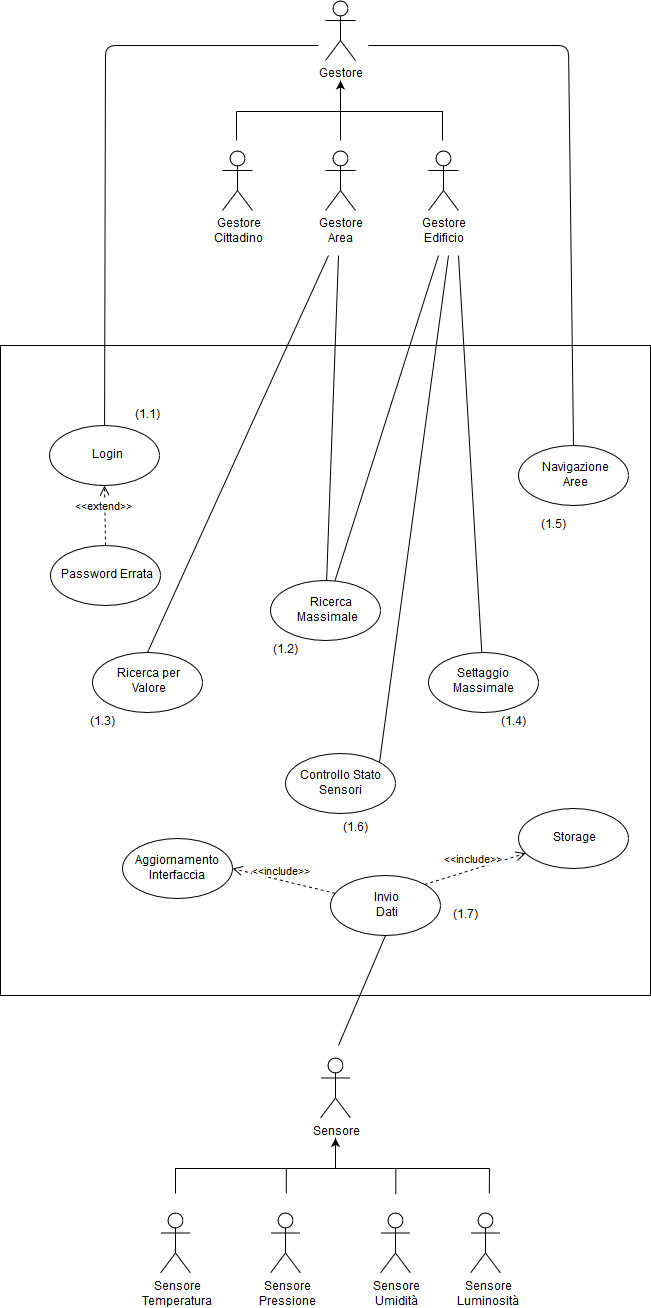 Gestore
Gestore
Cittadino
Gestore
Area
Gestore
Edificio
(1.1)
Login
<<extend>>
Password Errata
Navigazione
Aree
(1.5)
Ricerca
Massimale
(1.2)
Ricerca per
Valore
(1.3)
Settaggio
Massimale
(1.4)
Controllo Stato
Sensori
(1.6)
Storage
<<include>>
Aggiornamento
Interfaccia
<<include>>
Invio
Dati
(1.7)
Sensore
Sensore
Temperatura
Sensore
Pressione
Sensore
Umidità
Sensore
Luminosità